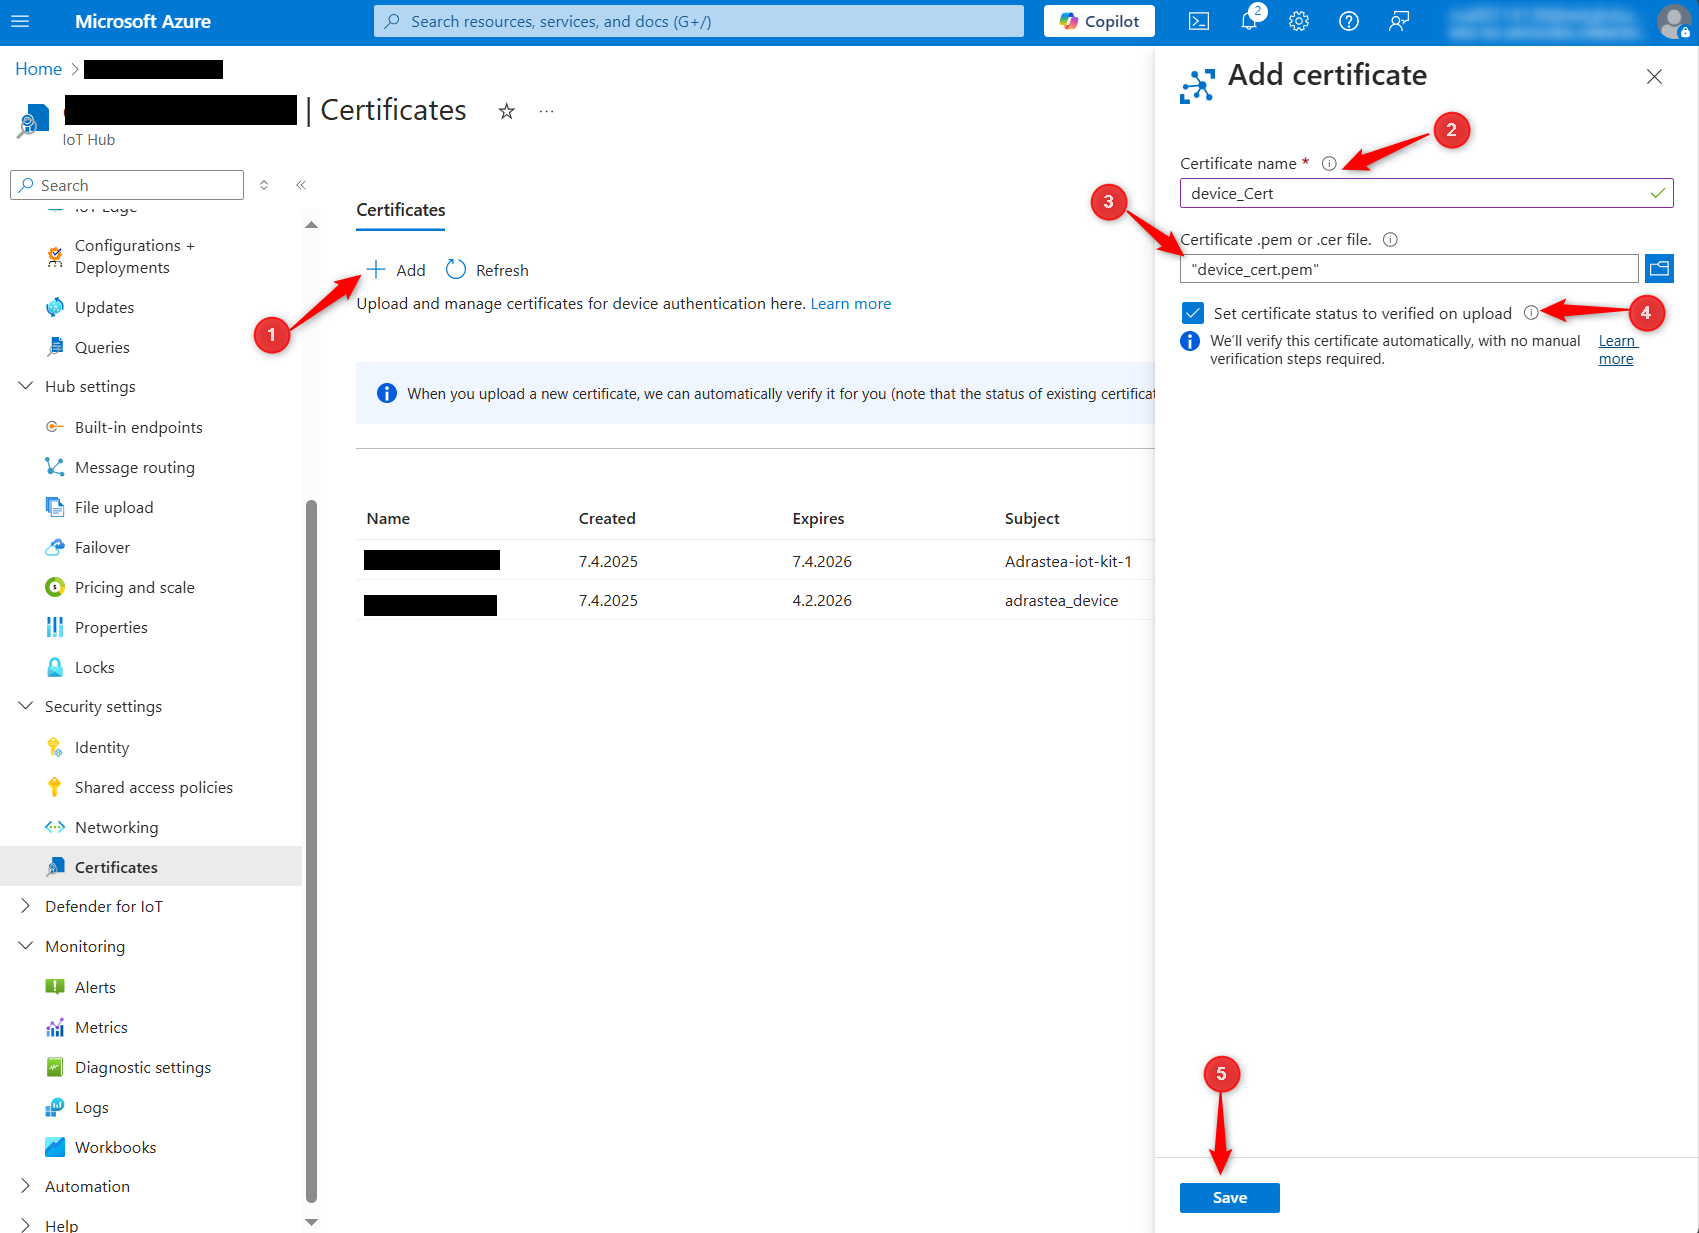 Microsoft Azure
Search resources, services, and docs (G+/)
Copilot
2
Home
| Certificates
IoT Hub
Search
IoT Edge
Configurations +
Deployments
Updates
Queries
Hub settings
Built-in endpoints
Message routing
File upload
Failover
Pricing and scale
Properties
Locks
Security settings
Identity
Shared access policies
Networking
Certificates
Defender for IoT
Monitoring
Alerts
Metrics
Diagnostic settings
Logs
Workbooks
Automation
Help
Certificates
Add
Refresh
1
Upload and manage certificates for device authentication here. Learn more
When you upload a new certificate, we can automatically verify it for you (note that the status of existing certificat
Name Created Expires Subject
7.4.2025 7.4.2026 Adrastea-iot-kit-1
7.4.2025 4.2.2026 adrastea_device
Add certificate
2
Certificate name *
device_Cert
3
Certificate .pem or .cer file.
"device_cert.pem"
Set certificate status to verified on upload
4
We'll verify this certificate automatically, with no manual
verification steps required.
Learn
more
5
Save